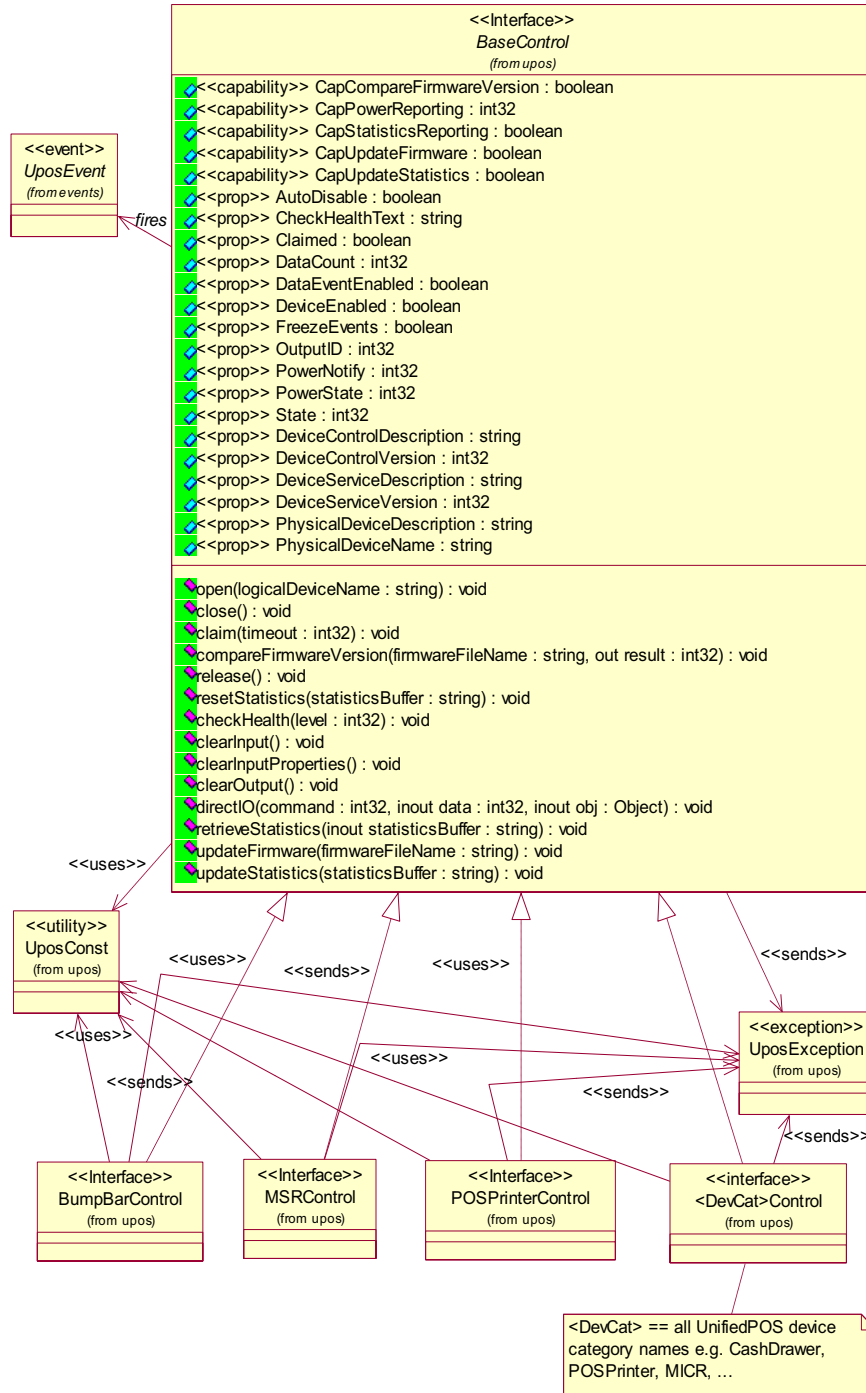 <<Interface>>
BaseControl
(from upos)
<<capability>> CapCompareFirmwareVersion : boolean
<<capability>> CapPowerReporting : int32
<<capability>> CapStatisticsReporting : boolean
<<capability>> CapUpdateFirmware : boolean
<<capability>> CapUpdateStatistics : boolean
<<prop>> AutoDisable : boolean
<<prop>> CheckHealthText : string
<<prop>> Claimed : boolean
<<prop>> DataCount : int32
<<prop>> DataEventEnabled : boolean
<<prop>> DeviceEnabled : boolean
<<prop>> FreezeEvents : boolean
<<prop>> OutputID : int32
<<prop>> PowerNotify : int32
<<prop>> PowerState : int32
<<prop>> State : int32
<<prop>> DeviceControlDescription : string
<<prop>> DeviceControlVersion : int32
<<prop>> DeviceServiceDescription : string
<<prop>> DeviceServiceVersion : int32
<<prop>> PhysicalDeviceDescription : string
<<prop>> PhysicalDeviceName : string
open(logicalDeviceName : string) : void
close() : void
claim(timeout : int32) : void
compareFirmwareVersion(firmwareFileName : string, out result : int32) : void
release() : void
resetStatistics(statisticsBuffer : string) : void
checkHealth(level : int32) : void
clearInput() : void
clearInputProperties() : void
clearOutput() : void
directIO(command : int32, inout data : int32, inout obj : Object) : void
retrieveStatistics(inout statisticsBuffer : string) : void
updateFirmware(firmwareFileName : string) : void
updateStatistics(statisticsBuffer : string) : void
<<event>>
UposEvent
(from events)
fires
<<uses>>
<<utility>>
UposConst
(from upos)
<<uses>>
<<sends>>
<<uses>>
<<sends>>
<<exception>>
UposException
(from upos)
<<uses>>
<<uses>>
<<sends>>
<<sends>>
<<sends>>
<<Interface>>
BumpBarControl
(from upos)
<<Interface>>
MSRControl
(from upos)
<<Interface>>
POSPrinterControl
(from upos)
<<interface>>
<DevCat>Control
(from upos)
<DevCat> == all UnifiedPOS device
category names e.g. CashDrawer,
POSPrinter, MICR, ...